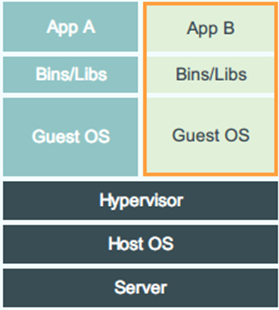 App A
App B
Bins/Libs
Bins/Libs
Guest OS
Guest OS
Hypervisor
Host OS
Server